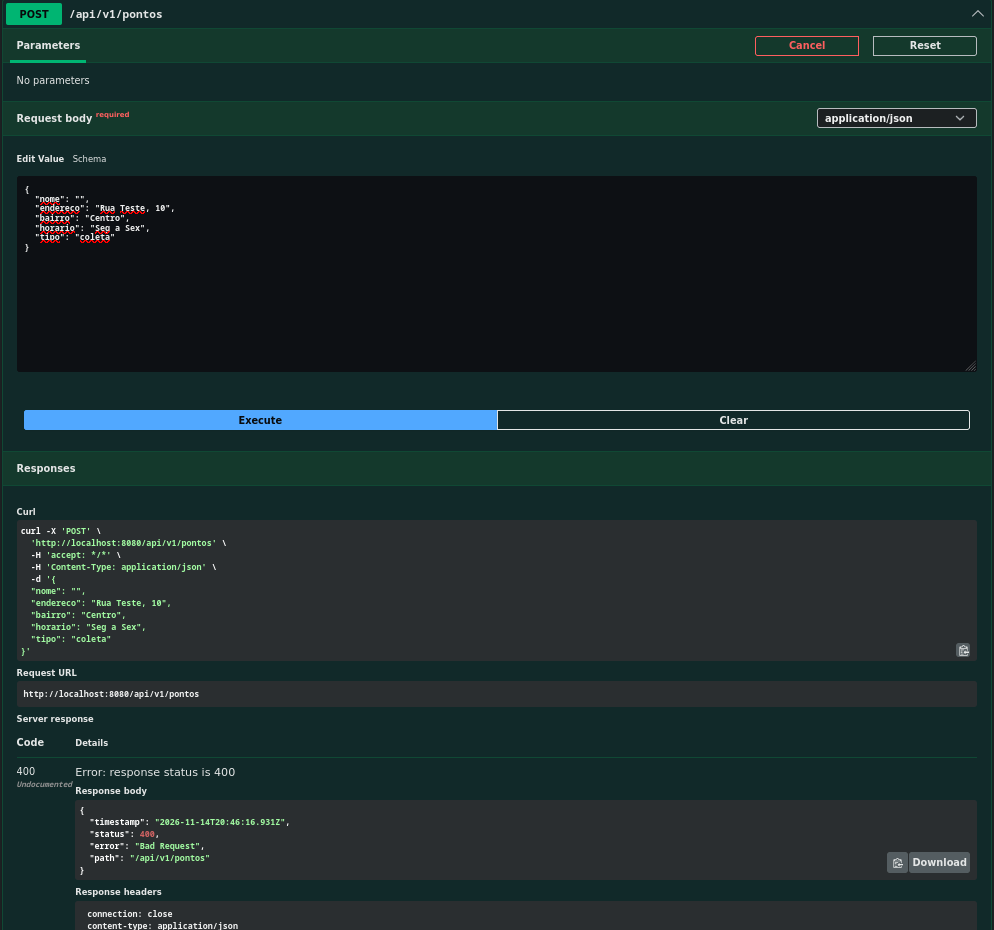 POST /api/v1/pontos
Parameters
Cancel
Reset
No parameters
Request body required
application/json
Edit Value Schema
{
  "nome": "",
  "endereco": "Rua Teste, 10",
  "bairro": "Centro",
  "horario": "Seg a Sex",
  "tipo": "coleta"
}
Execute
Clear
Responses
Curl
curl -X 'POST' \
  'http://localhost:8080/api/v1/pontos' \
  -H 'accept: */*' \
  -H 'Content-Type: application/json' \
  -d '{
  "nome": "",
  "endereco": "Rua Teste, 10",
  "bairro": "Centro",
  "horario": "Seg a Sex",
  "tipo": "coleta"
}'
Request URL
http://localhost:8080/api/v1/pontos
Server response
Code Details
400 Error: response status is 400
Undocumented
Response body
{
  "timestamp": "2026-11-14T20:46:16.931Z",
  "status": 400,
  "error": "Bad Request",
  "path": "/api/v1/pontos"
}
Download
Response headers
connection: close
content-type: application/json